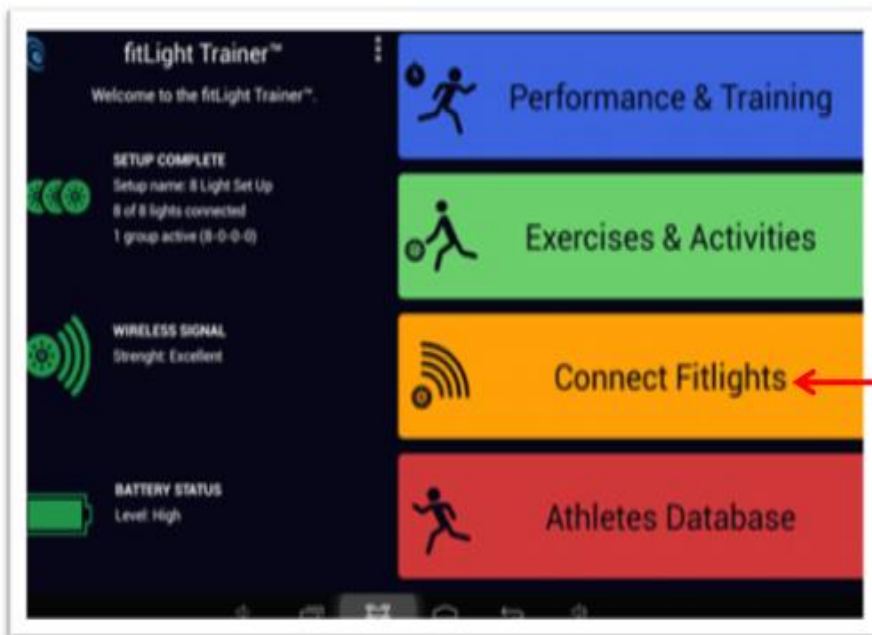 fitLight Trainer™
Welcome to the fitLight Trainer™.
SETUP COMPLETE
Setup name: 8 Light Set Up
8 of 8 lights connected
1 group active (8-0-0-0)
WIRELESS SIGNAL
Strenght: Excellent
BATTERY STATUS
Level: High
Performance & Training
Exercises & Activities
Connect Fitlights
Athletes Database